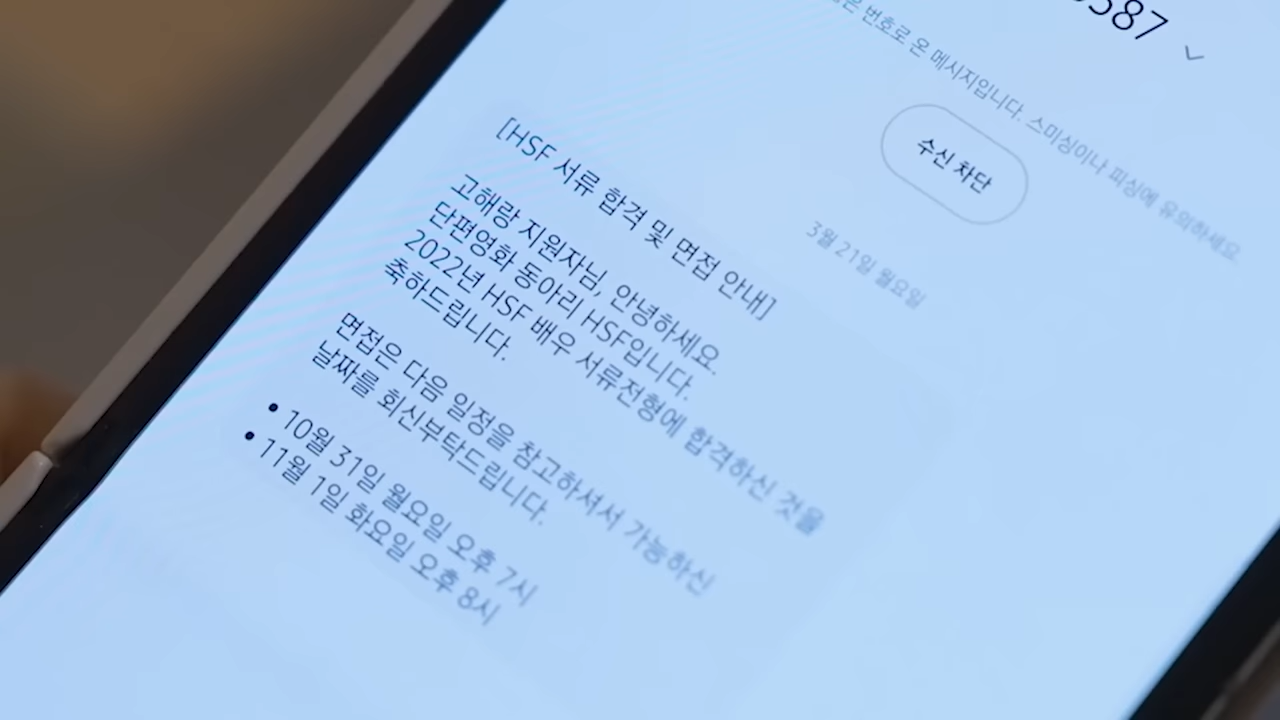 587
번호로 온 메시지입니다. 스미싱이나 피싱에 유의하세요.
수신 차단
3월 21일 월요일
[HSF 서류 합격 및 면접 안내]
고해랑 지원자님, 안녕하세요.
단편영화 동아리 HSF입니다.
2022년 HSF 배우 서류전형에 합격하신 것을
축하드립니다.
면접은 다음 일정을 참고하셔서 가능하신
날짜를 회신부탁드립니다.
• 10월 31일 월요일 오후 7시
• 11월 1일 화요일 오후 8시